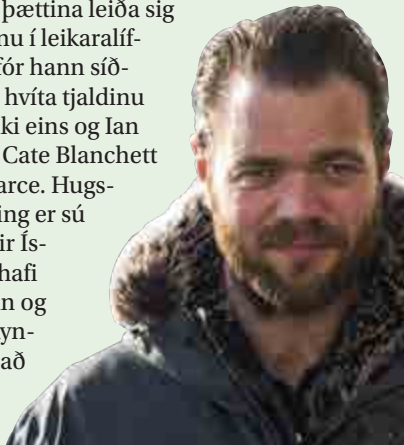 þættina leiða sig
nu í leikaralíf-
fór hann síð-
hvíta tjaldinu
ki eins og Ian
Cate Blanchett
arce. Hugs-
ing er sú
ir Ís-
hafi
n og
yn-
að